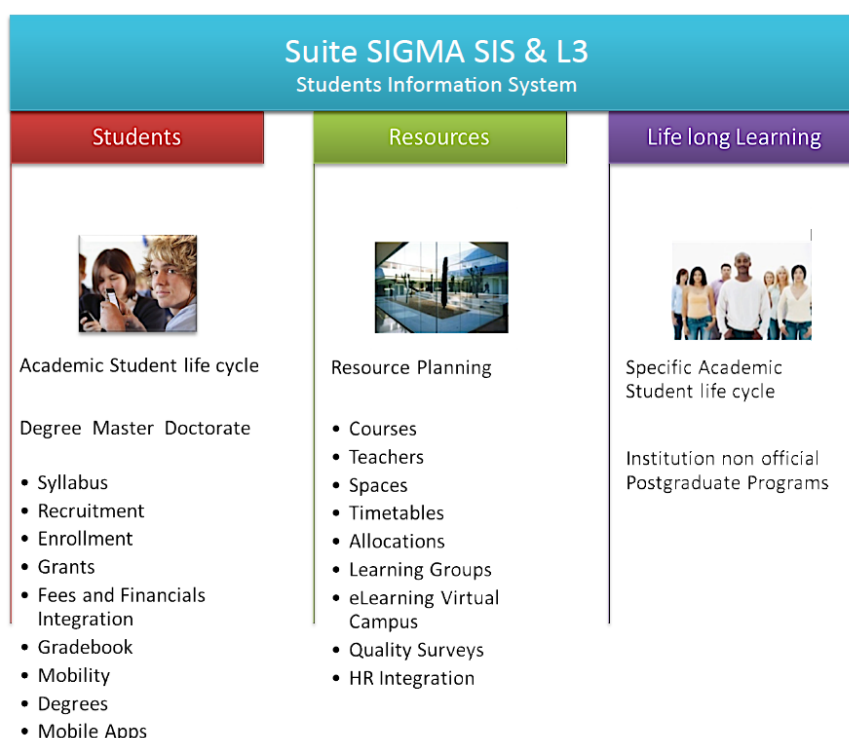 Suite SIGMA SIS & L3
Students Information System
Students
Academic Student life cycle
Degree Master Doctorate
• Syllabus
• Recruitment
• Enrollment
• Grants
• Fees and Financials
Integration
• Gradebook
• Mobility
• Degrees
• Mobile Apps
Resources
Resource Planning
• Courses
• Teachers
• Spaces
• Timetables
• Allocations
• Learning Groups
• eLearning Virtual
Campus
• Quality Surveys
• HR Integration
Life long Learning
Specific Academic
Student life cycle
Institution non official
Postgraduate Programs